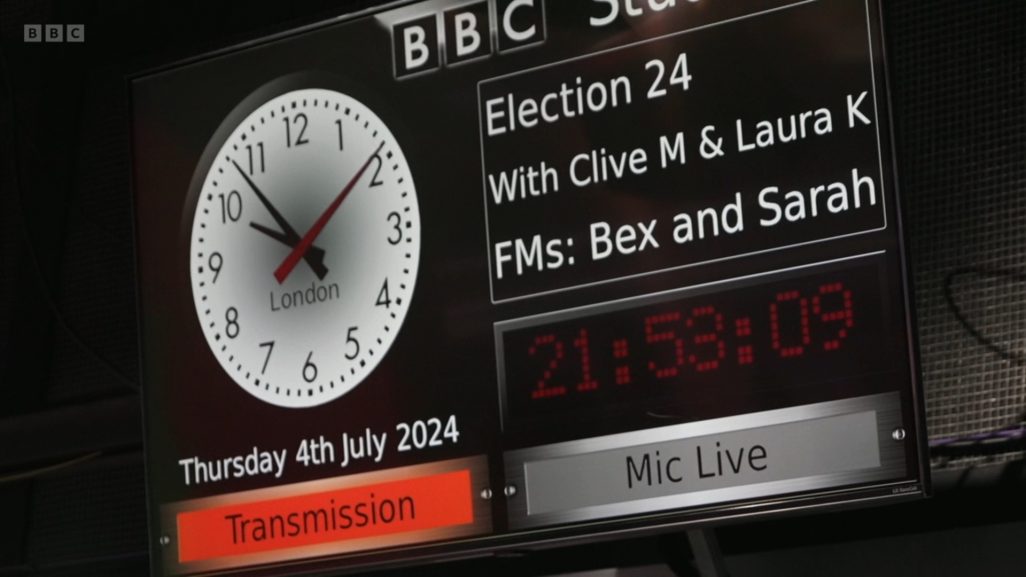 BBC
BBC
Election 24
With Clive M & Laura K
FMs: Bex and Sarah
12
1
2
3
4
5
6
7
8
9
10
11
London
21:53:09
Thursday 4th July 2024
Transmission
Mic Live